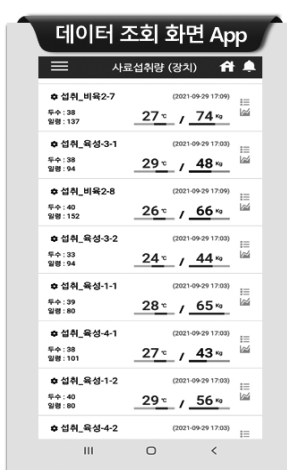 데이터 조회 화면 App
사료섭취량 (장치)
섭취_비육2-7 (2021-09-29 17:09)
두수 : 38
일령 : 137
27 ℃ / 74 Kg
섭취_육성-3-1 (2021-09-29 17:03)
두수 : 38
일령 : 94
29 ℃ / 48 Kg
섭취_비육2-8 (2021-09-29 17:09)
두수 : 40
일령 : 152
26 ℃ / 66 Kg
섭취_육성-3-2 (2021-09-29 17:03)
두수 : 33
일령 : 94
24 ℃ / 44 Kg
섭취_육성-1-1 (2021-09-29 17:03)
두수 : 39
일령 : 80
28 ℃ / 65 Kg
섭취_육성-4-1 (2021-09-29 17:03)
두수 : 38
일령 : 101
27 ℃ / 43 Kg
섭취_육성-1-2 (2021-09-29 17:03)
두수 : 40
일령 : 80
29 ℃ / 56 Kg
섭취_육성-4-2 (2021-09-29 17:03)